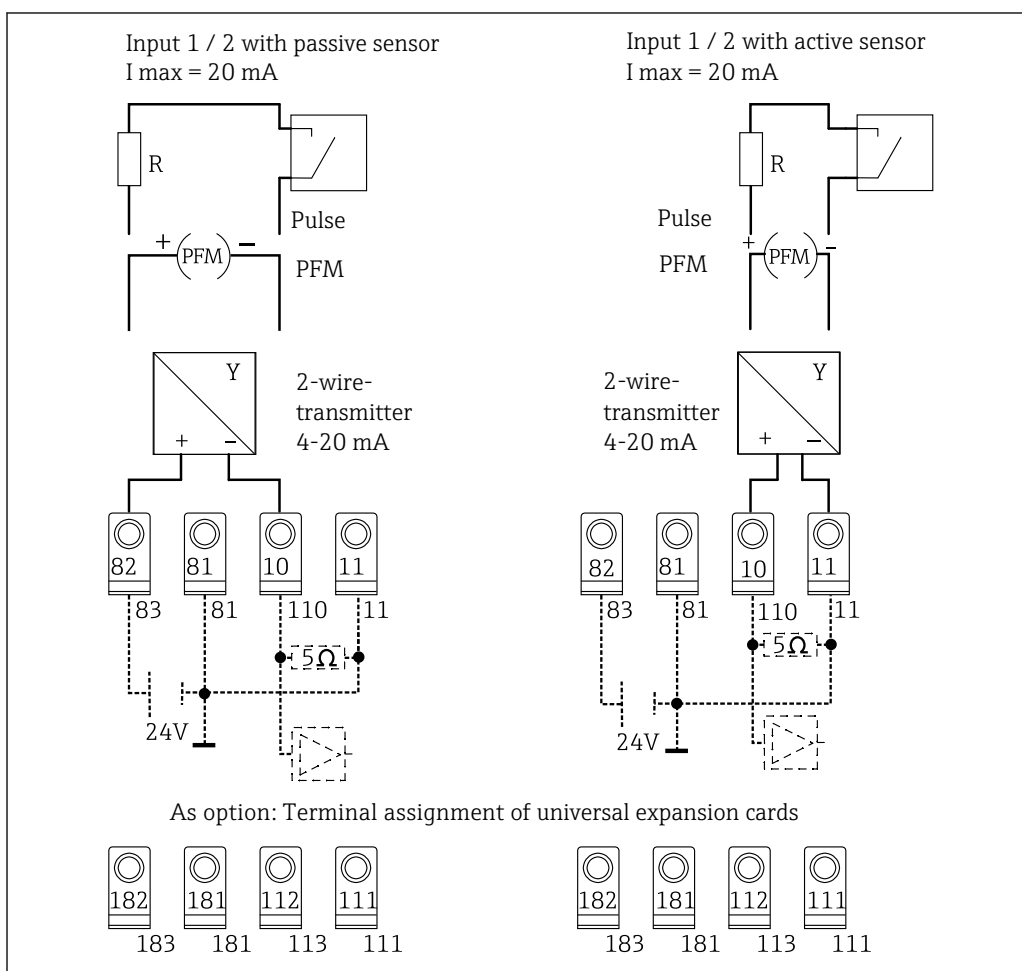 Input 1 / 2 with passive sensor
I max = 20 mA
R
Pulse
+ PFM −
PFM
Y
+ −
2-wire-
transmitter
4-20 mA
82 81 10 11
83 81 110 11
5Ω
24V
Input 1 / 2 with active sensor
I max = 20 mA
R
Pulse
+ PFM -
PFM
Y
+ −
2-wire-
transmitter
4-20 mA
82 81 10 11
83 81 110 11
5Ω
24V
As option: Terminal assignment of universal expansion cards
182 181 112 111
183 181 113 111
182 181 112 111
183 181 113 111